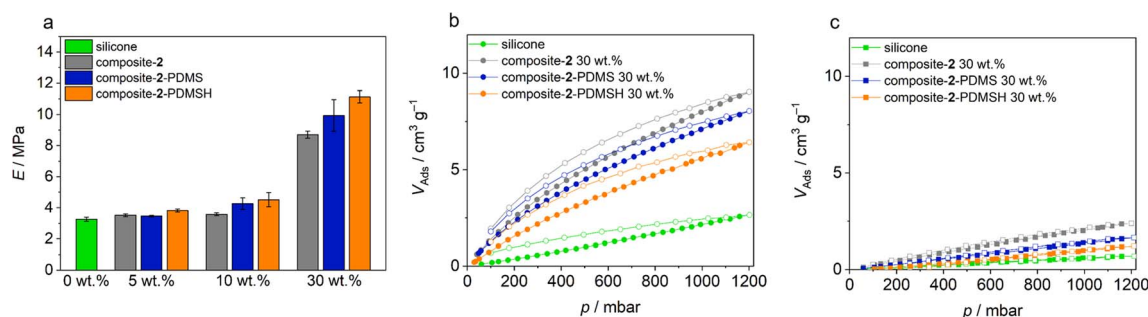 a
E / MPa
14
12
10
8
6
4
2
0
silicone
composite-2
composite-2-PDMS
composite-2-PDMSH
0 wt.%
5 wt.%
10 wt.%
30 wt.%
b
V_Ads / cm³ g⁻¹
10
5
0
silicone
composite-2 30 wt.%
composite-2-PDMS 30 wt.%
composite-2-PDMSH 30 wt.%
0 200 400 600 800 1000 1200
p / mbar
c
V_Ads / cm³ g⁻¹
10
5
0
silicone
composite-2 30 wt.%
composite-2-PDMS 30 wt.%
composite-2-PDMSH 30 wt.%
0 200 400 600 800 1000 1200
p / mbar